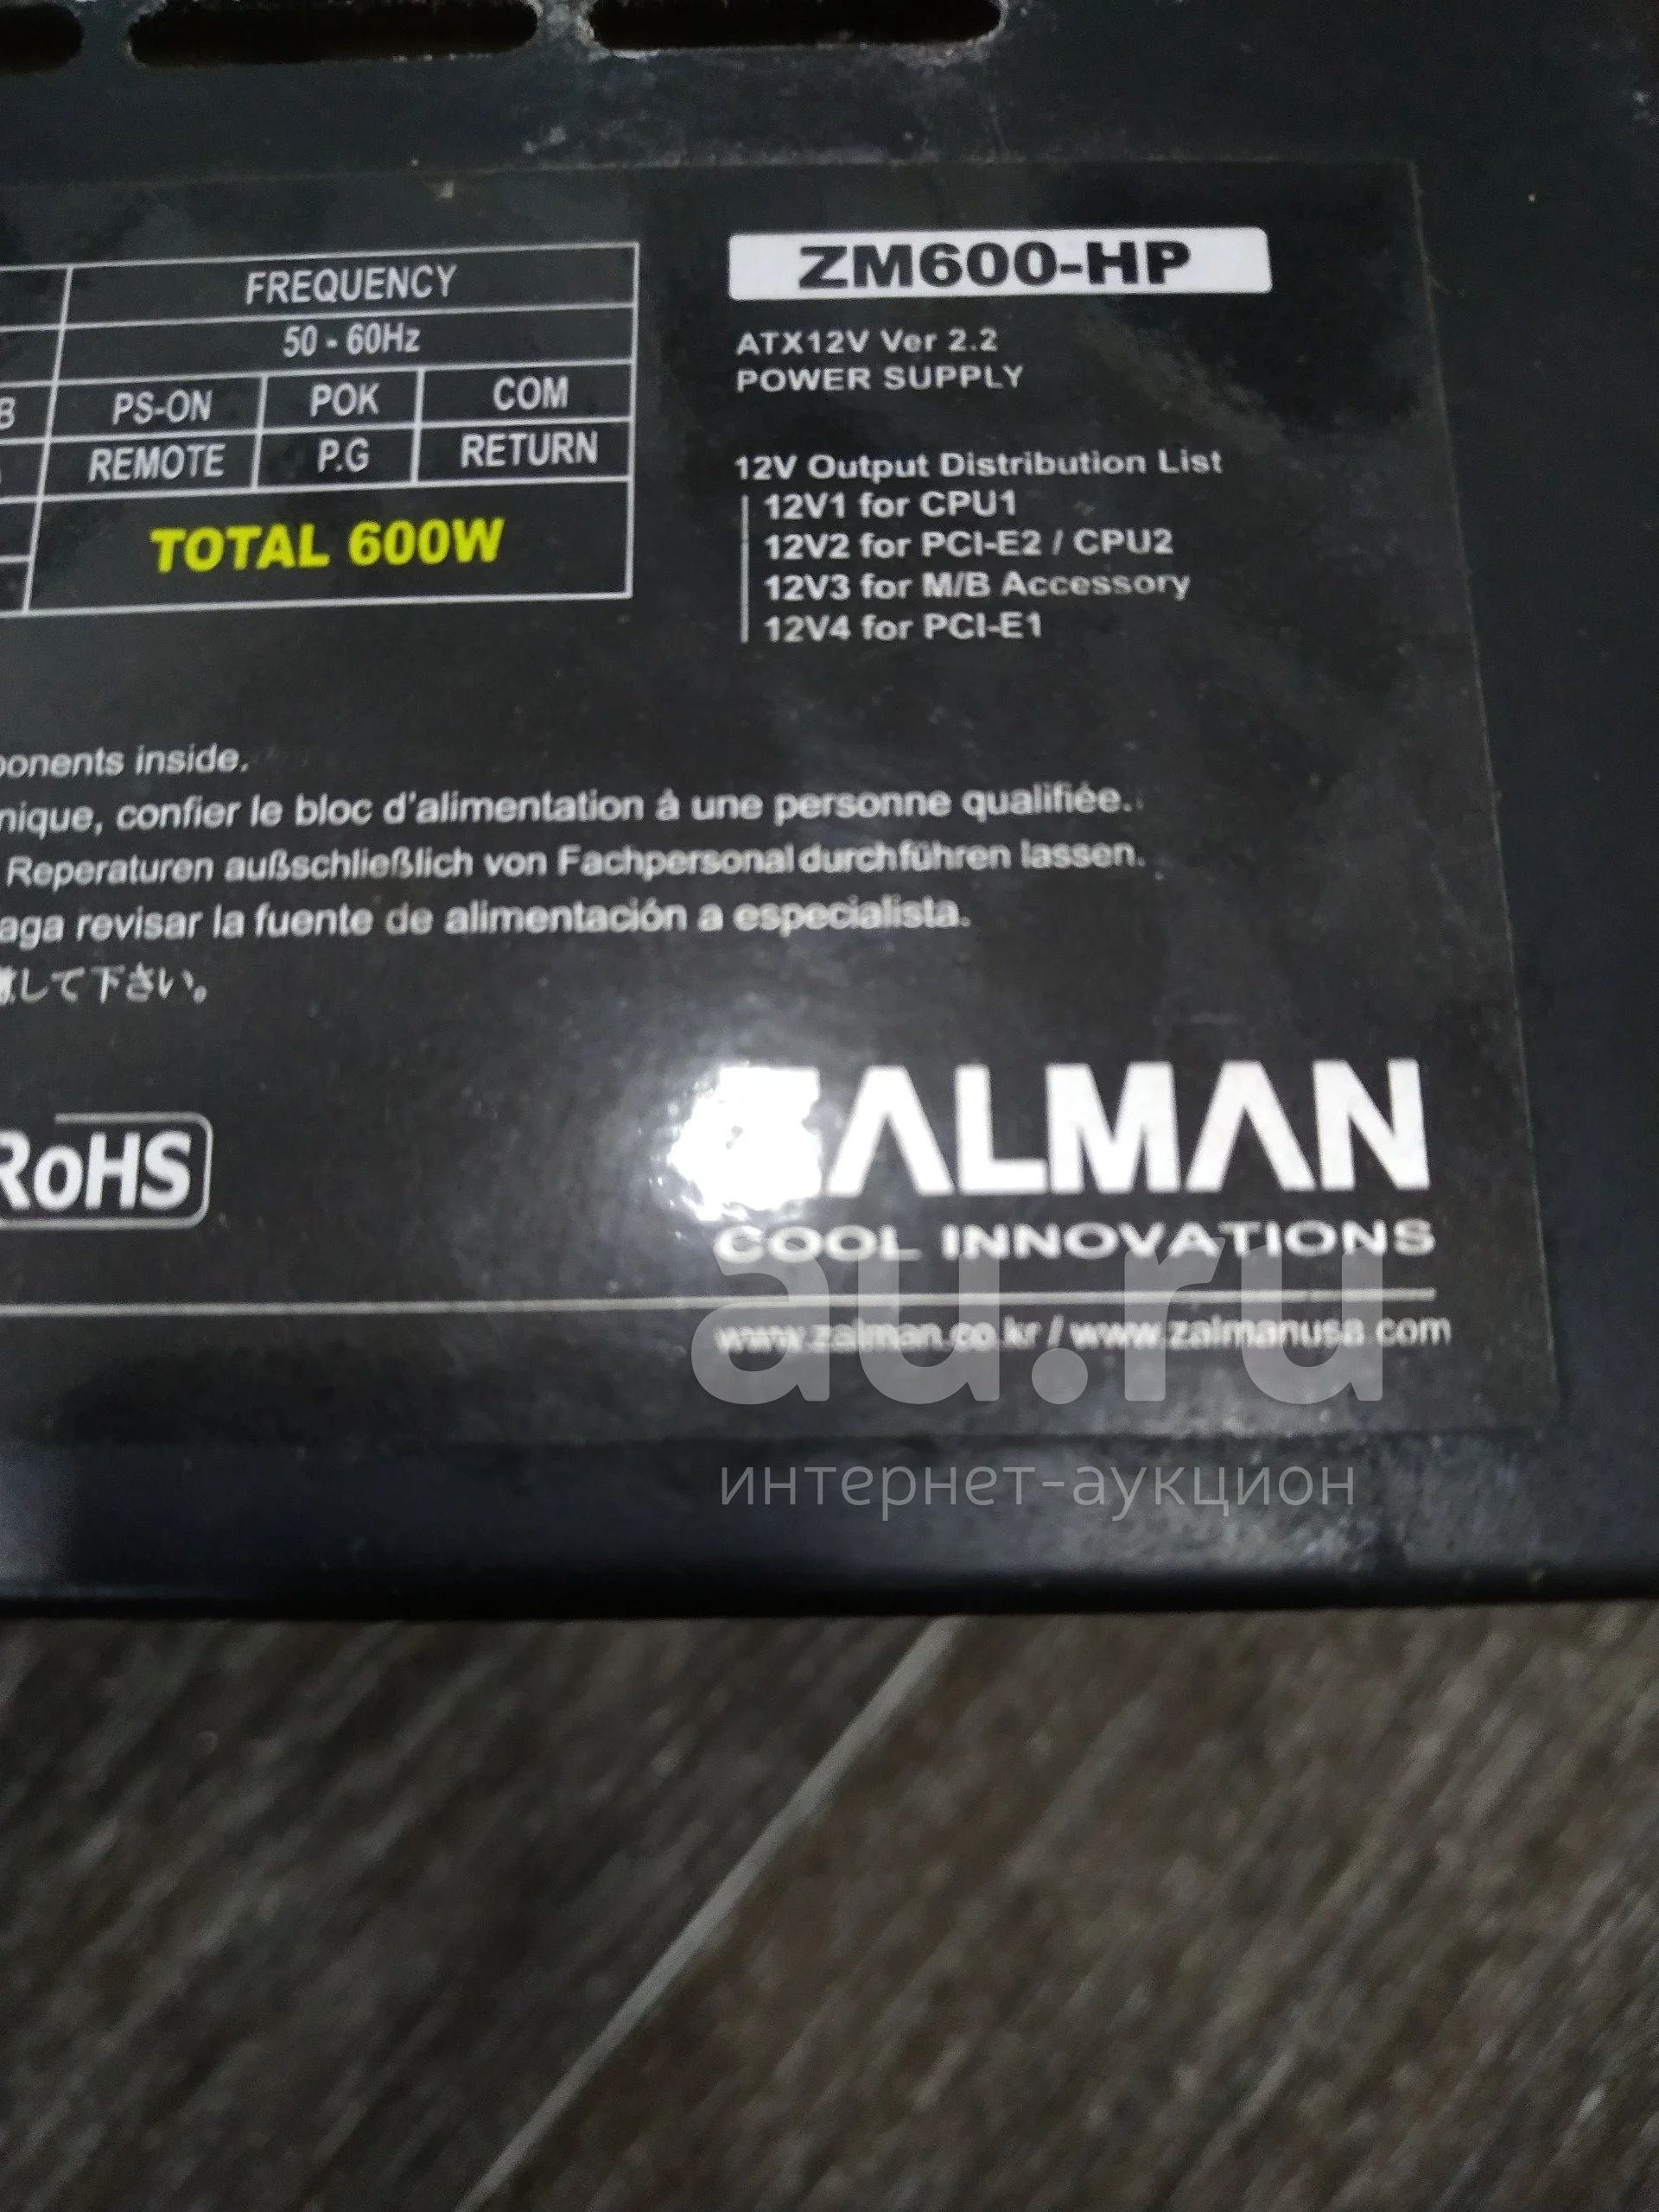 FREQUENCY
50 - 60Hz
B PS-ON POK COM
REMOTE P.G RETURN
TOTAL 600W
ZM600-HP
ATX12V Ver 2.2
POWER SUPPLY
12V Output Distribution List
12V1 for CPU1
12V2 for PCI-E2 / CPU2
12V3 for M/B Accessory
12V4 for PCI-E1
ponents inside.
nique, confier le bloc d'alimentation à une personne qualifiée.
Reperaturen außschließlich von Fachpersonal durchführen lassen.
aga revisar la fuente de alimentación a especialista.
して下さい。
RoHS
ZALMAN
COOL INNOVATIONS
www.zalman.co.kr / www.zalmanusa.com
au.ru
интернет-аукцион